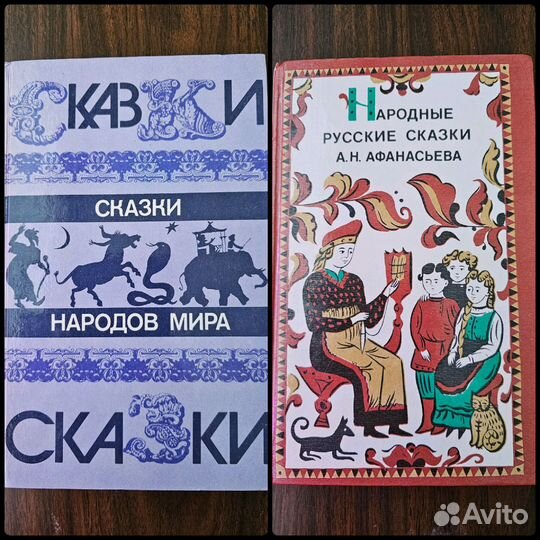 СКАЗКИ
СКАЗКИ
НАРОДОВ МИРА
СКАЗКИ
НАРОДНЫЕ
РУССКИЕ СКАЗКИ
А.Н. АФАНАСЬЕВА
Avito